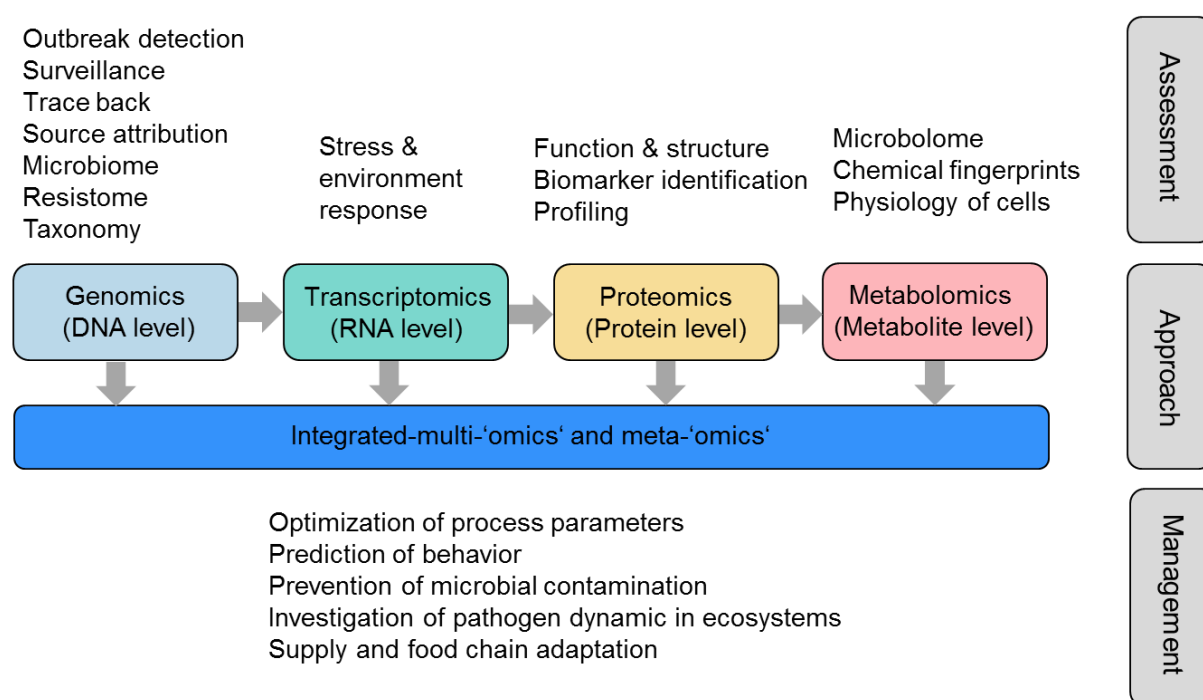 Outbreak detection
Surveillance
Trace back
Source attribution
Microbiome
Resistome
Taxonomy
Stress &
environment
response
Function & structure
Biomarker identification
Profiling
Microbolome
Chemical fingerprints
Physiology of cells
Assessment
Genomics
(DNA level)
Transcriptomics
(RNA level)
Proteomics
(Protein level)
Metabolomics
(Metabolite level)
Approach
Integrated-multi-‘omics‘ and meta-‘omics‘
Optimization of process parameters
Prediction of behavior
Prevention of microbial contamination
Investigation of pathogen dynamic in ecosystems
Supply and food chain adaptation
Management